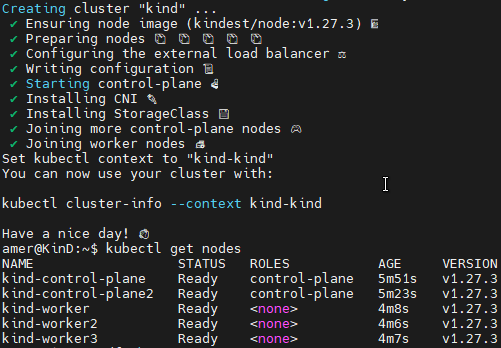 Creating cluster "kind" ...
✓ Ensuring node image (kindest/node:v1.27.3) 🖼
✓ Preparing nodes 📦 📦 📦 📦 📦
✓ Configuring the external load balancer ⚖️
✓ Writing configuration 📜
✓ Starting control-plane 🕹️
✓ Installing CNI 🔌
✓ Installing StorageClass 💾
✓ Joining more control-plane nodes 🎮
✓ Joining worker nodes 🚜
Set kubectl context to "kind-kind"
You can now use your cluster with:
kubectl cluster-info --context kind-kind
Have a nice day! 👋
amer@KinD:~$ kubectl get nodes
NAME STATUS ROLES AGE VERSION
kind-control-plane Ready control-plane 5m51s v1.27.3
kind-control-plane2 Ready control-plane 5m23s v1.27.3
kind-worker Ready <none> 4m8s v1.27.3
kind-worker2 Ready <none> 4m6s v1.27.3
kind-worker3 Ready <none> 4m7s v1.27.3